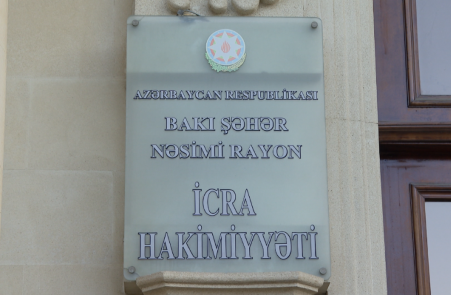 AZƏRBAYCAN RESPUBLİKASI
BAKI ŞƏHƏR
NƏSİMİ RAYON
İCRA
HAKİMİYYƏTİ